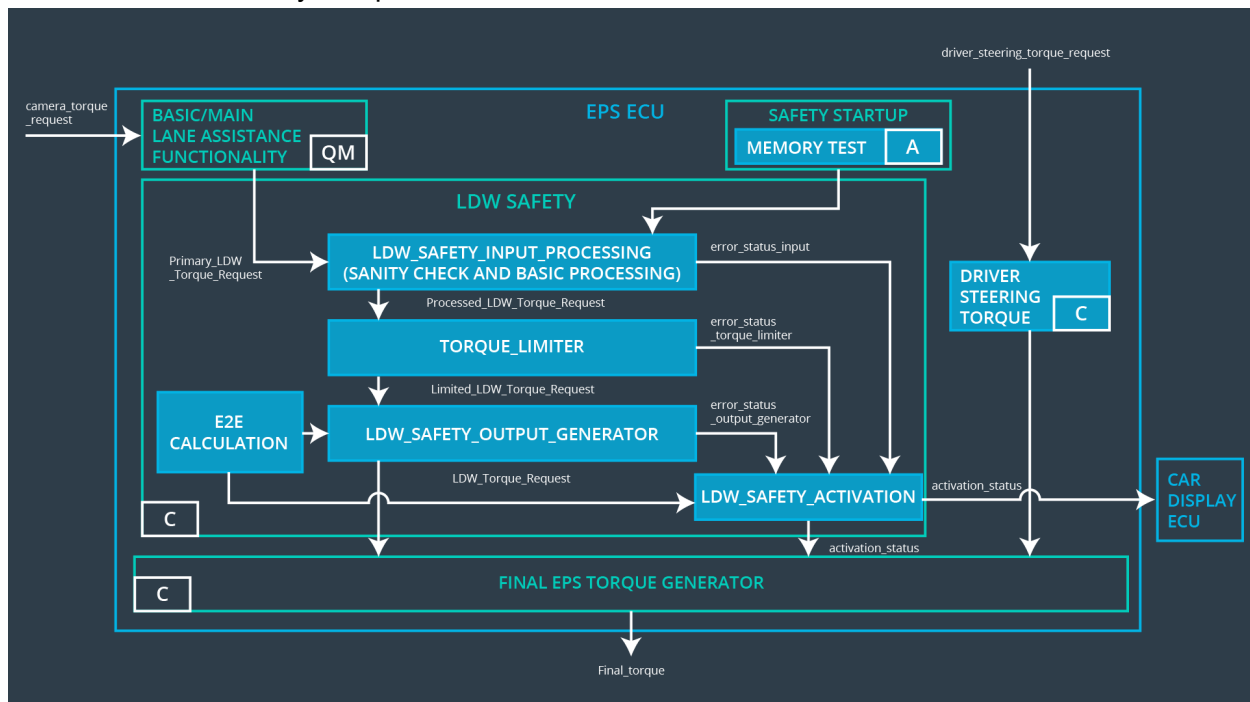 driver_steering_torque_request
camera_torque
_request
EPS ECU
BASIC/MAIN
LANE ASSISTANCE
FUNCTIONALITY
QM
SAFETY STARTUP
MEMORY TEST
A
LDW SAFETY
Primary_LDW
_Torque_Request
LDW_SAFETY_INPUT_PROCESSING
(SANITY CHECK AND BASIC PROCESSING)
error_status_input
DRIVER
STEERING
TORQUE
C
Processed_LDW_Torque_Request
TORQUE_LIMITER
error_status
_torque_limiter
Limited_LDW_Torque_Request
E2E
CALCULATION
LDW_SAFETY_OUTPUT_GENERATOR
error_status
_output_generator
LDW_Torque_Request
LDW_SAFETY_ACTIVATION
activation_status
CAR
DISPLAY
ECU
C
activation_status
FINAL EPS TORQUE GENERATOR
C
Final_torque